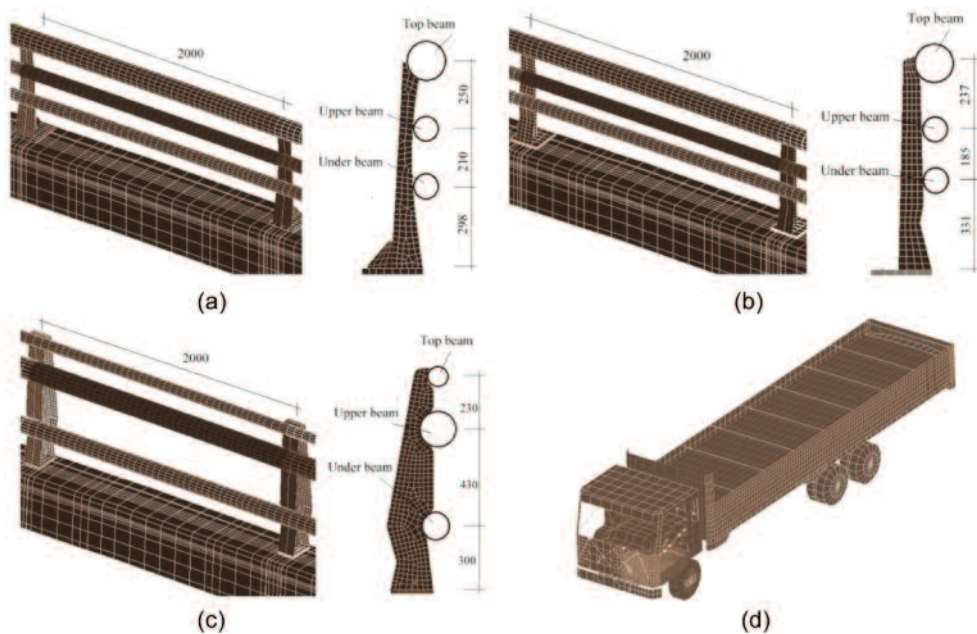 2000
Top beam
Upper beam
Under beam
250
210
298
(a)
2000
Top beam
Upper beam
Under beam
237
185
331
(b)
2000
Top beam
Upper beam
Under beam
230
430
300
(c)
(d)